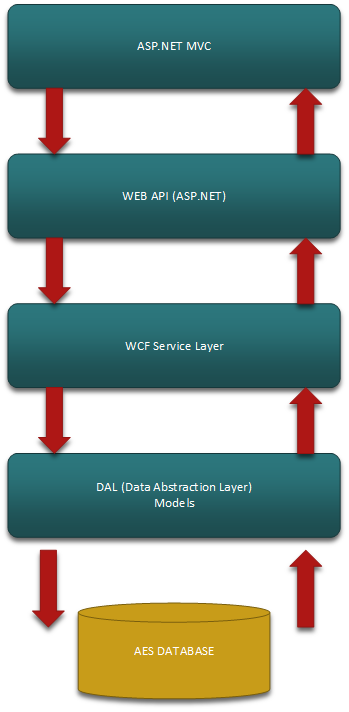 ASP.NET MVC
WEB API (ASP.NET)
WCF Service Layer
DAL (Data Abstraction Layer)
Models
AES DATABASE